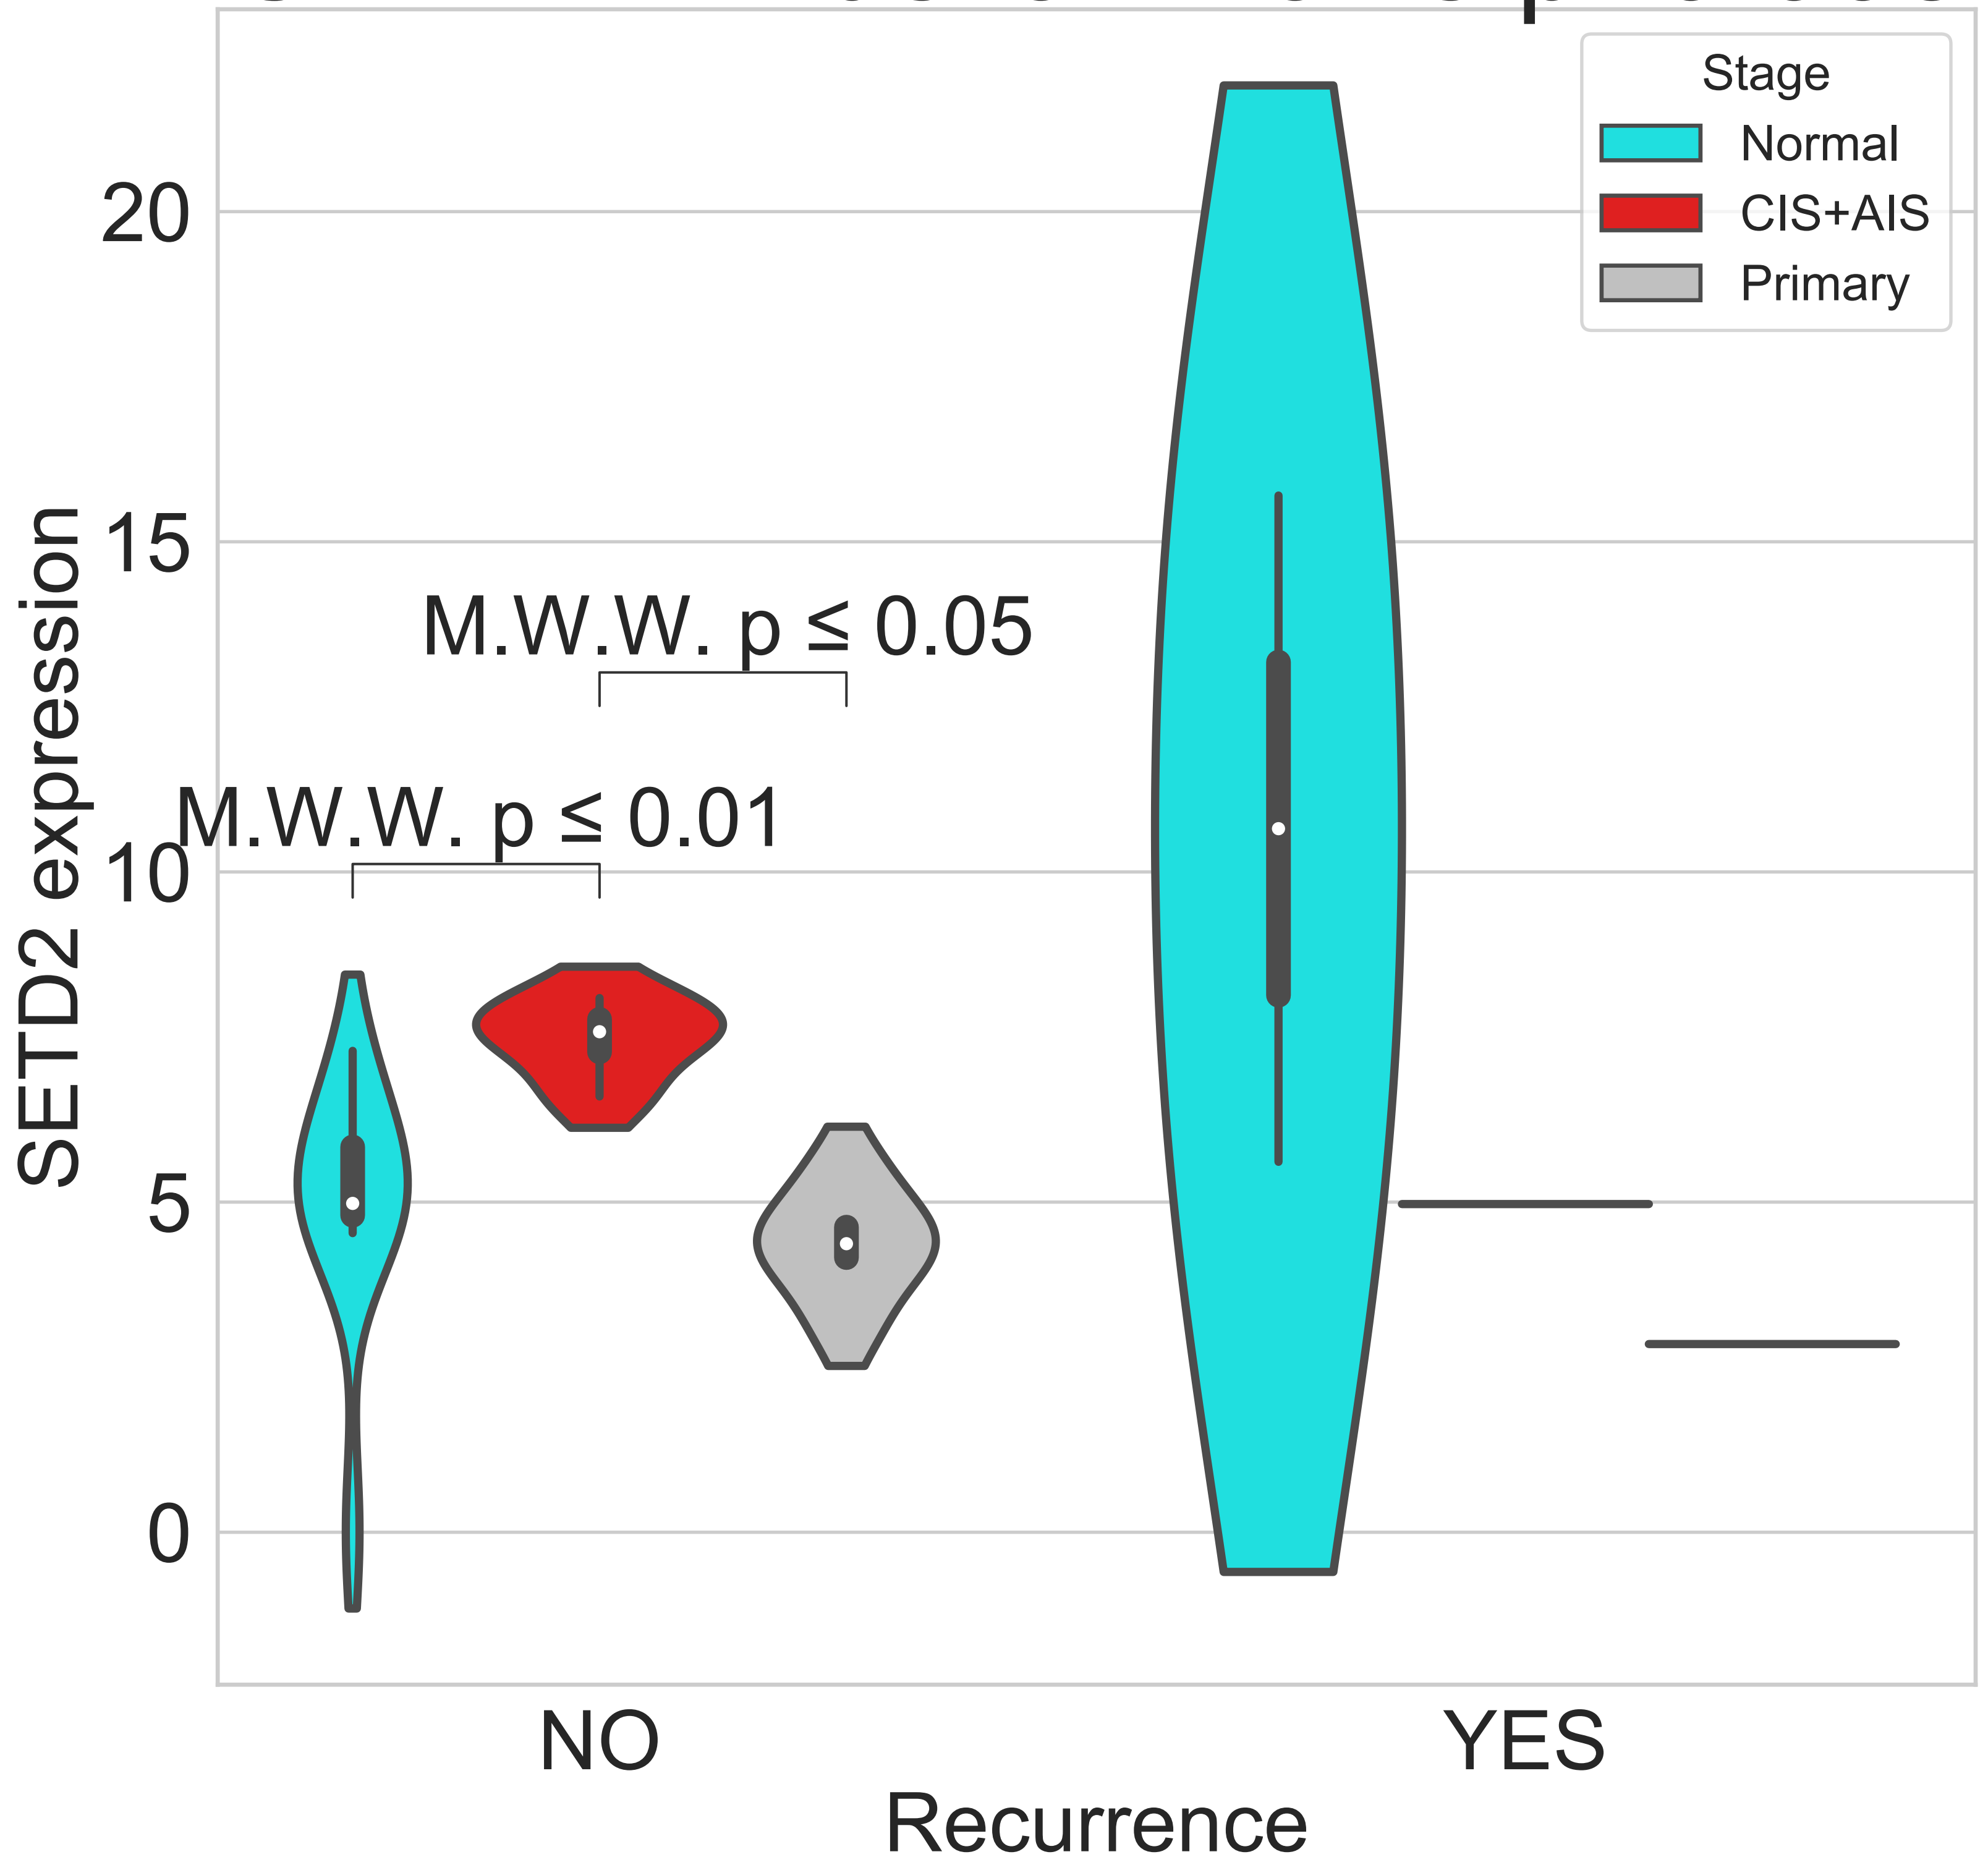 Stage
Normal
CIS+AIS
Primary
20
15
10
5
0
SETD2 expression
M.W.W. p ≤ 0.05
M.W.W. p ≤ 0.01
NO
YES
Recurrence